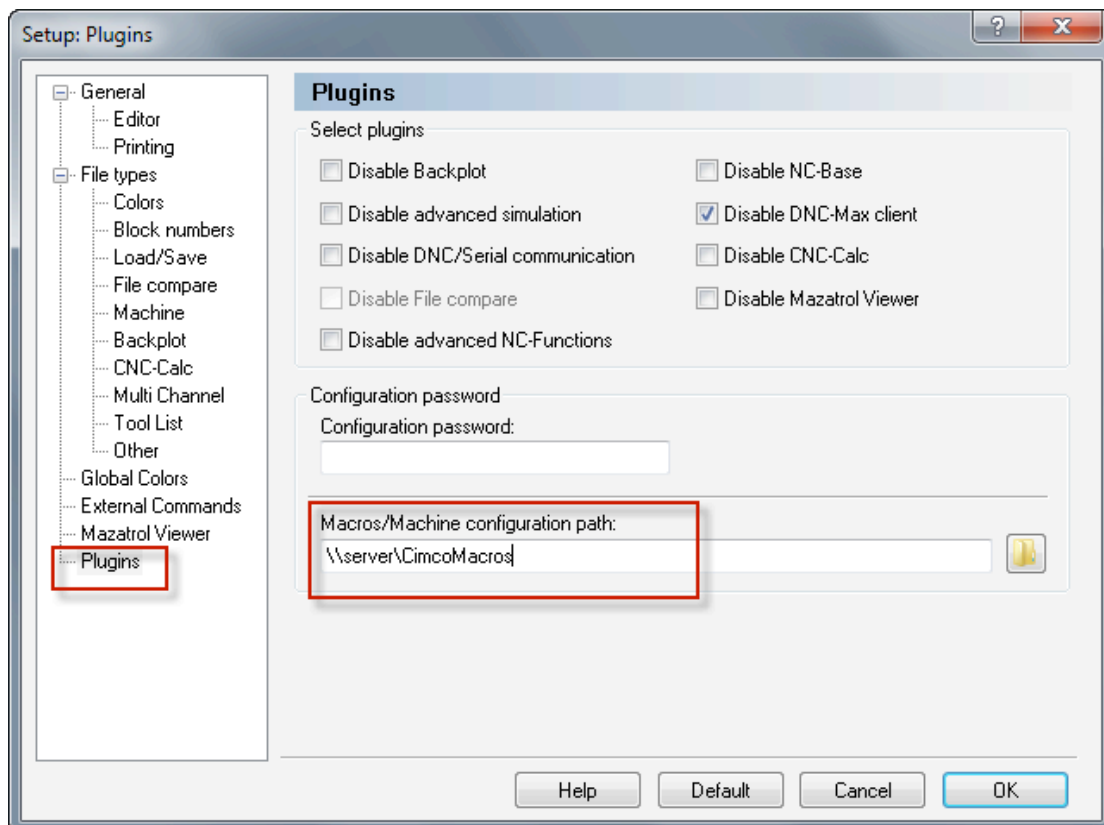 Setup: Plugins
General
Editor
Printing
File types
Colors
Block numbers
Load/Save
File compare
Machine
Backplot
CNC-Calc
Multi Channel
Tool List
Other
Global Colors
External Commands
Mazatrol Viewer
Plugins
Plugins
Select plugins
Disable Backplot
Disable NC-Base
Disable advanced simulation
Disable DNC-Max client
Disable DNC/Serial communication
Disable CNC-Calc
Disable File compare
Disable Mazatrol Viewer
Disable advanced NC-Functions
Configuration password
Configuration password:
Macros/Machine configuration path:
\\server\CimcoMacros
Help
Default
Cancel
OK